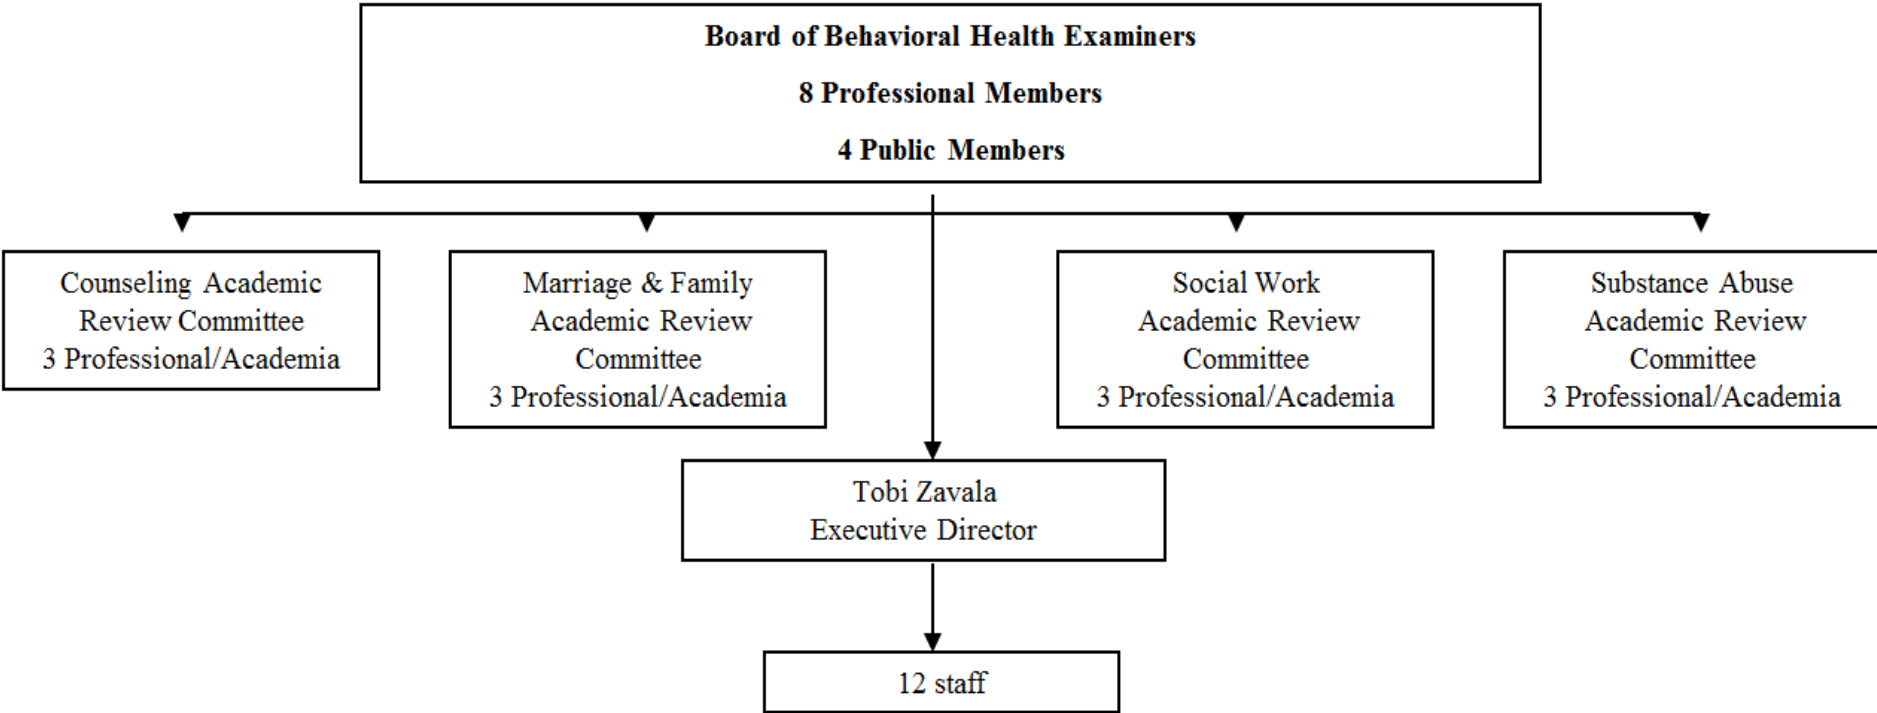 Board of Behavioral Health Examiners
8 Professional Members
4 Public Members
Counseling Academic
Review Committee
3 Professional/Academia
Marriage & Family
Academic Review
Committee
3 Professional/Academia
Social Work
Academic Review
Committee
3 Professional/Academia
Substance Abuse
Academic Review
Committee
3 Professional/Academia
Tobi Zavala
Executive Director
12 staff